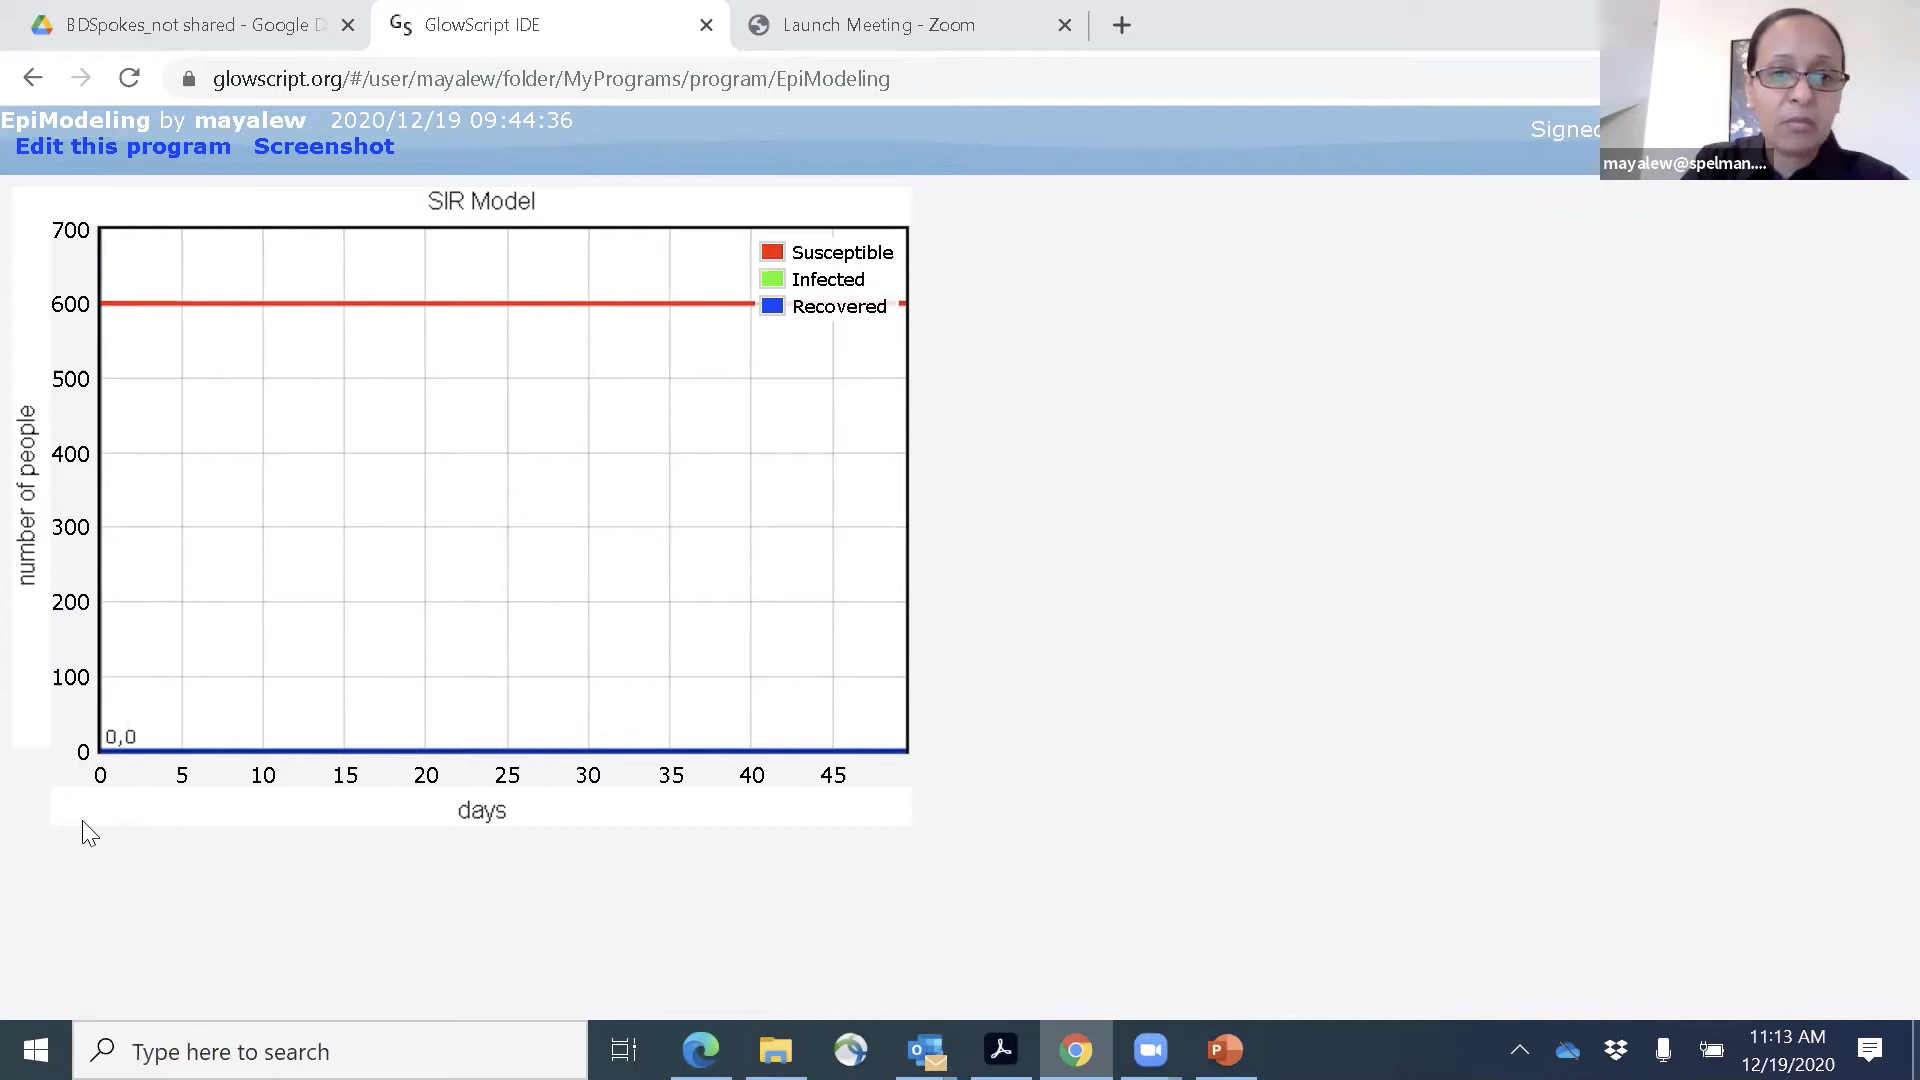 BDSpokes_not shared - Google D
GlowScript IDE
Launch Meeting - Zoom
glowscript.org/#/user/mayalew/folder/MyPrograms/program/EpiModeling
EpiModeling by mayalew 2020/12/19 09:44:36
Signed
Edit this program Screenshot
mayalew@spelman....
SIR Model
700
600
500
400
300
200
100
0
number of people
Susceptible
Infected
Recovered
0,0
0 5 10 15 20 25 30 35 40 45
days
Type here to search
11:13 AM
12/19/2020